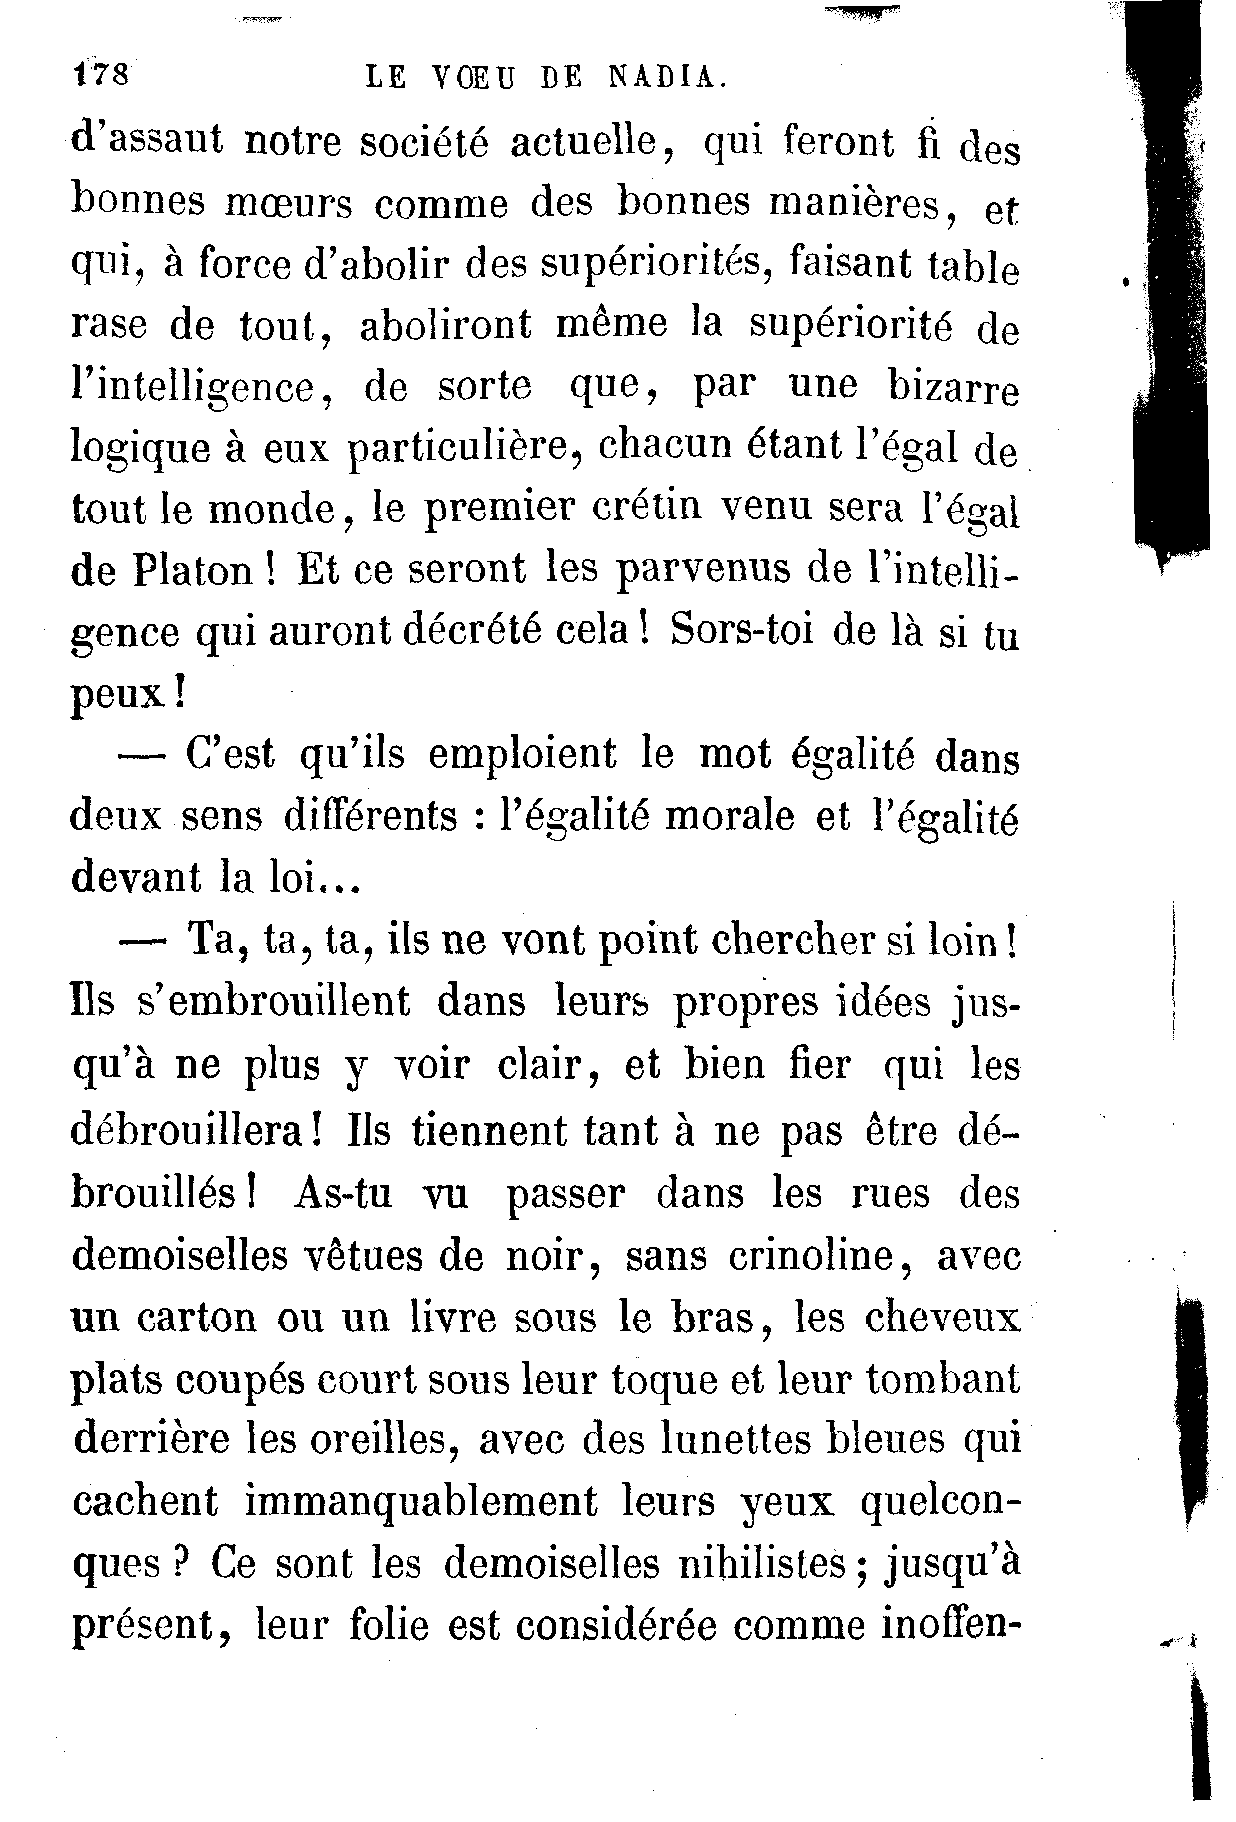 178 LE VŒU DE NADIA.
d'assaut notre société actuelle, qui feront fi des
bonnes mœurs comme des bonnes manières, et
qui, à force d'abolir des supériorités, faisant table
rase de tout, aboliront même la supériorité de
l'intelligence, de sorte que, par une bizarre
logique à eux particulière, chacun étant l'égal de
tout le monde, le premier crétin venu sera l'égal
de Platon ! Et ce seront les parvenus de l'intelli-
gence qui auront décrété cela ! Sors-toi de là si tu
peux !
— C'est qu'ils emploient le mot égalité dans
deux sens différents : l'égalité morale et l'égalité
devant la loi...
— Ta, ta, ta, ils ne vont point chercher si loin !
Ils s'embrouillent dans leurs propres idées jus-
qu'à ne plus y voir clair, et bien fier qui les
débrouillera ! Ils tiennent tant à ne pas être dé-
brouillés ! As-tu vu passer dans les rues des
demoiselles vêtues de noir, sans crinoline, avec
un carton ou un livre sous le bras, les cheveux
plats coupés court sous leur toque et leur tombant
derrière les oreilles, avec des lunettes bleues qui
cachent immanquablement leurs yeux quelcon-
ques ? Ce sont les demoiselles nihilistes ; jusqu'à
présent, leur folie est considérée comme inoffen-